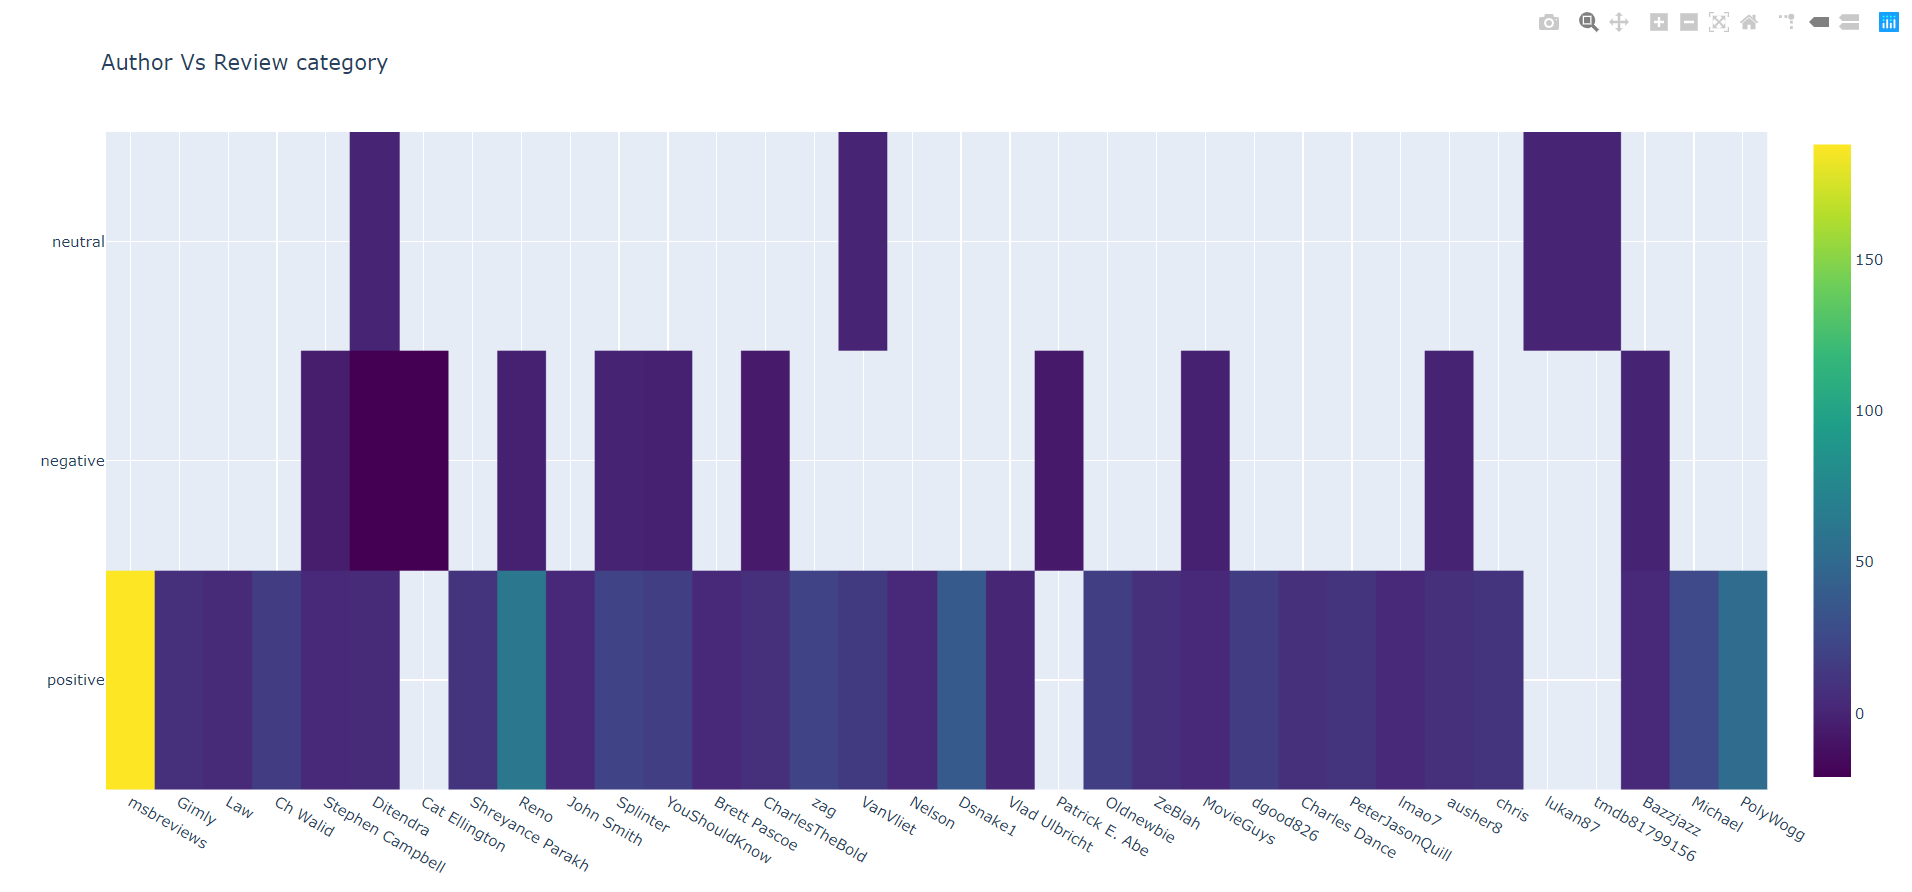 Author Vs Review category
neutral
negative
positive
150
100
50
0
msbreviews
Gimly
Law
Ch Walid
Stephen Campbell
Ditendra
Cat Ellington
Shreyance Parakh
Reno
John Smith
Splinter
YouShouldKnow
Brett Pascoe
CharlesTheBold
zag
VanVliet
Nelson
Dsnake1
Vlad Ulbricht
Patrick E. Abe
Oldnewbie
ZeBlah
MovieGuys
dgood826
Charles Dance
PeterJasonQuill
lmao7
ausher8
chris
lukan87
tmdb81799156
Bazzjazz
Michael
PolyWogg